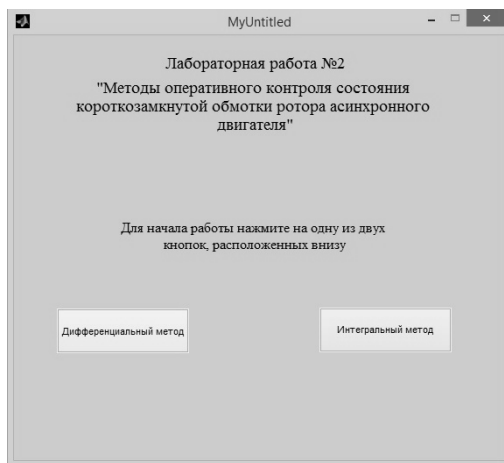 MyUntitled
Лабораторная работа №2
"Методы оперативного контроля состояния
короткозамкнутой обмотки ротора асинхронного
двигателя"
Для начала работы нажмите на одну из двух
кнопок, расположенных внизу
Дифференциальный метод
Интегральный метод